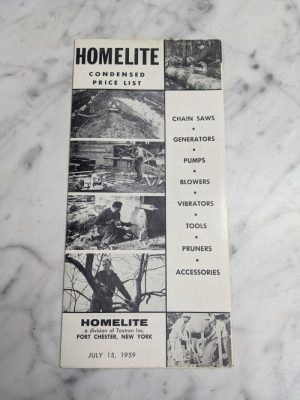 HOMELITE
CONDENSED
PRICE LIST
CHAIN SAWS
•
GENERATORS
•
PUMPS
•
BLOWERS
•
VIBRATORS
•
TOOLS
•
PRUNERS
•
ACCESSORIES
HOMELITE
a division of Textron Inc.
PORT CHESTER, NEW YORK
JULY 15, 1959